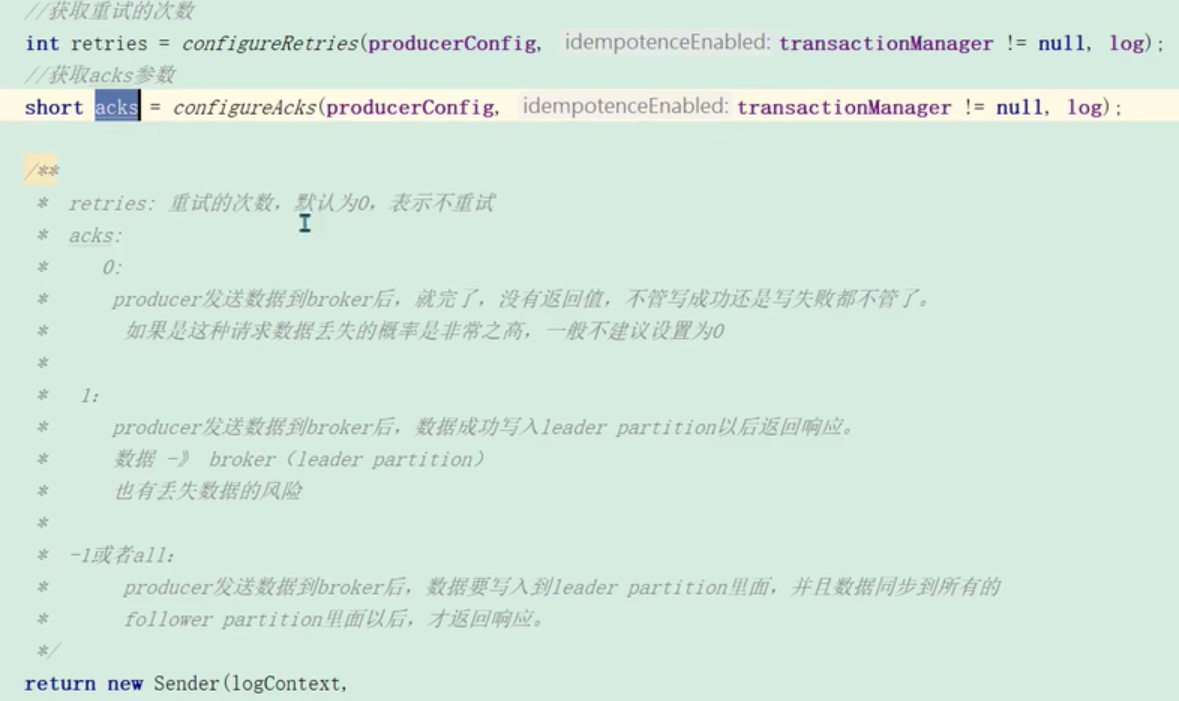 //获取重试的次数
int retries = configureRetries(producerConfig, idempotenceEnabled: transactionManager != null, log);
//获取acks参数
short acks = configureAcks(producerConfig, idempotenceEnabled: transactionManager != null, log);
/**
* retries: 重试的次数，默认为0，表示不重试
* acks:
* 0:
* producer发送数据到broker后，就完了，没有返回值，不管写成功还是写失败都不管了。
* 如果是这种请求数据丢失的概率是非常之高，一般不建议设置为0
*
* 1:
* producer发送数据到broker后，数据成功写入leader partition以后返回响应。
* 数据 -》 broker（leader partition）
* 也有丢失数据的风险
*
* -1或者all:
* producer发送数据到broker后，数据要写入到leader partition里面，并且数据同步到所有的
* follower partition里面以后，才返回响应。
*/
return new Sender(logContext,